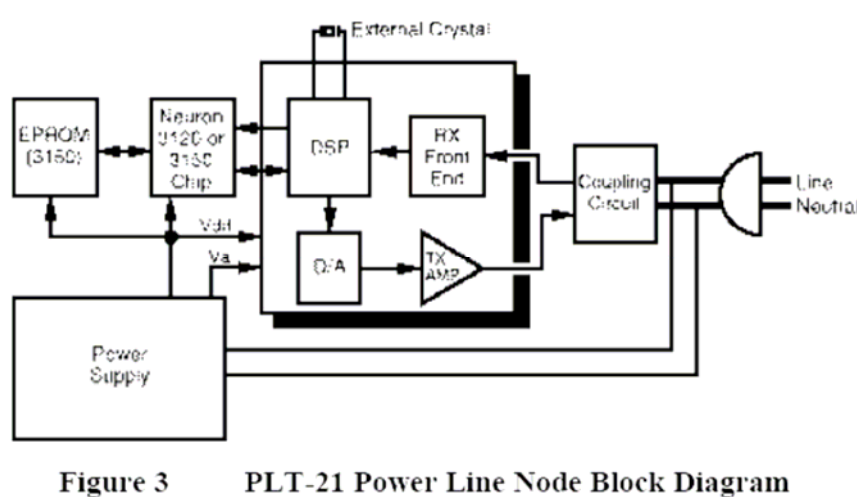 External Crystal
EPROM
(3150)
Neuron
3120 or
3150
Chip
DSP
RX
Front
End
Coupling
Circuit
Line
Neutral
Vdd
Va
D/A
TX
AMP
Power
Supply
Figure 3 PLT-21 Power Line Node Block Diagram